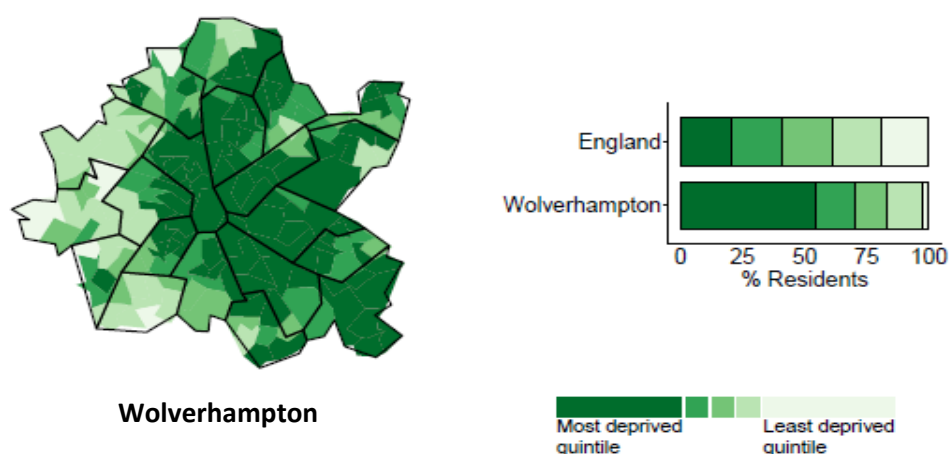 England
Wolverhampton
0 25 50 75 100
% Residents
Wolverhampton
Most deprived
quintile
Least deprived
quintile